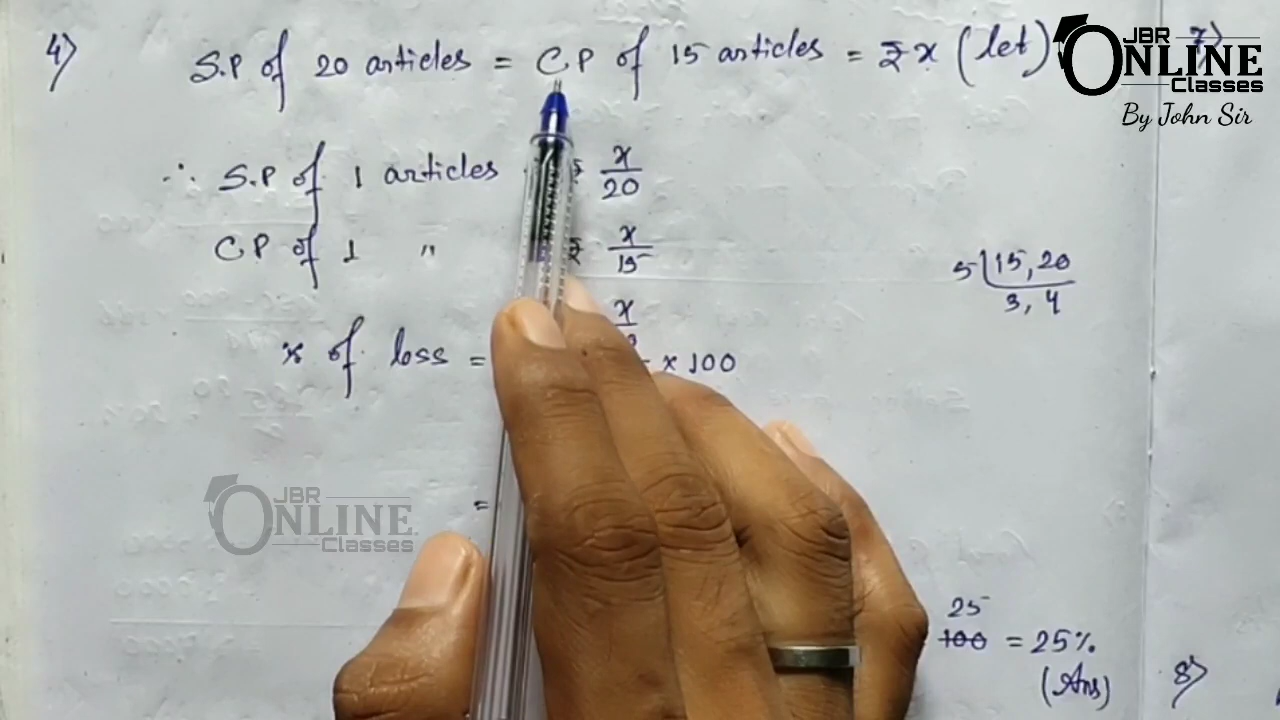 4) S.P of 20 articles = C.P of 15 articles = ₹ x (let)
7)
JBR
ONLINE
Classes
By John Sir
∴ S.P of 1 articles ₹ x/20
C P of 1 " ₹ x/15
5 | 15, 20
3, 4
% of loss = x × 100
=
JBR
ONLINE
Classes
25
100 = 25%
(Ans)
8)